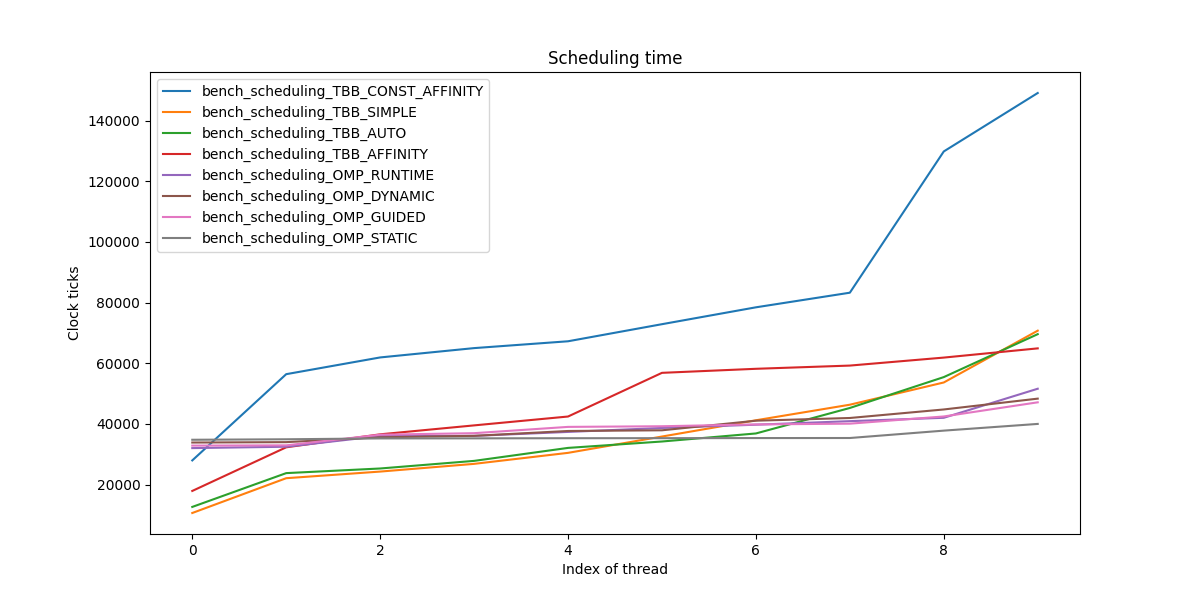 Scheduling time
bench_scheduling_TBB_CONST_AFFINITY
bench_scheduling_TBB_SIMPLE
bench_scheduling_TBB_AUTO
bench_scheduling_TBB_AFFINITY
bench_scheduling_OMP_RUNTIME
bench_scheduling_OMP_DYNAMIC
bench_scheduling_OMP_GUIDED
bench_scheduling_OMP_STATIC
Clock ticks
140000
120000
100000
80000
60000
40000
20000
0 2 4 6 8
Index of thread